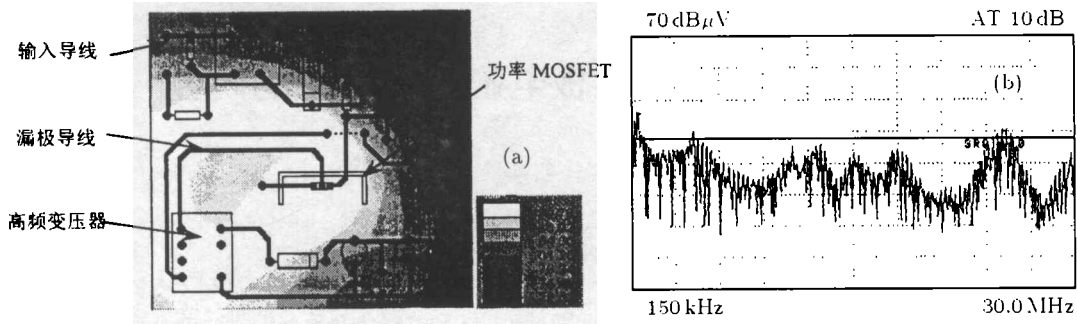 输入导线
功率 MOSFET
漏极导线
(a)
高频变压器
70 dBμV
AT 10 dB
(b)
150 kHz
30.0 MHz